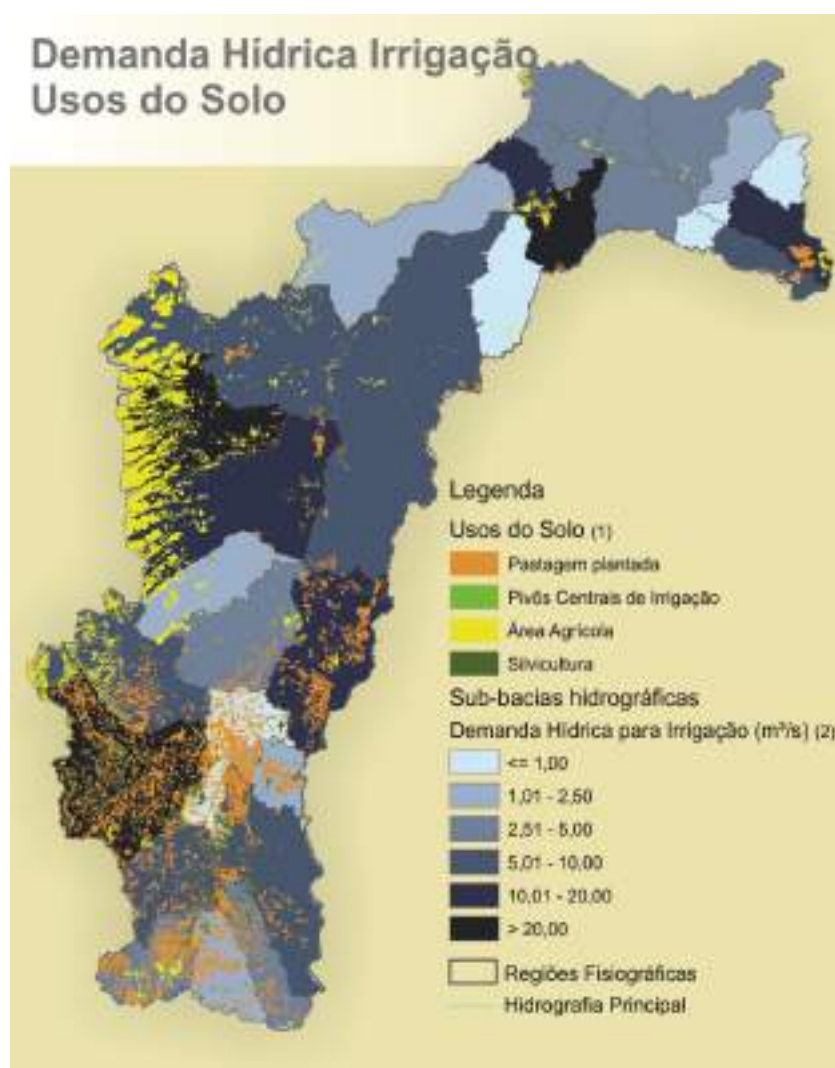 Demanda Hídrica Irrigação
Usos do Solo
Legenda
Usos do Solo (1)
Pastagem plantada
Pivôs Centrais de Irrigação
Área Agrícola
Silvicultura
Sub-bacias hidrográficas
Demanda Hídrica para Irrigação (m³/s) (2)
<= 1,00
1,01 - 2,50
2,51 - 5,00
5,01 - 10,00
10,01 - 20,00
> 20,00
Regiões Fisiográficas
Hidrografia Principal